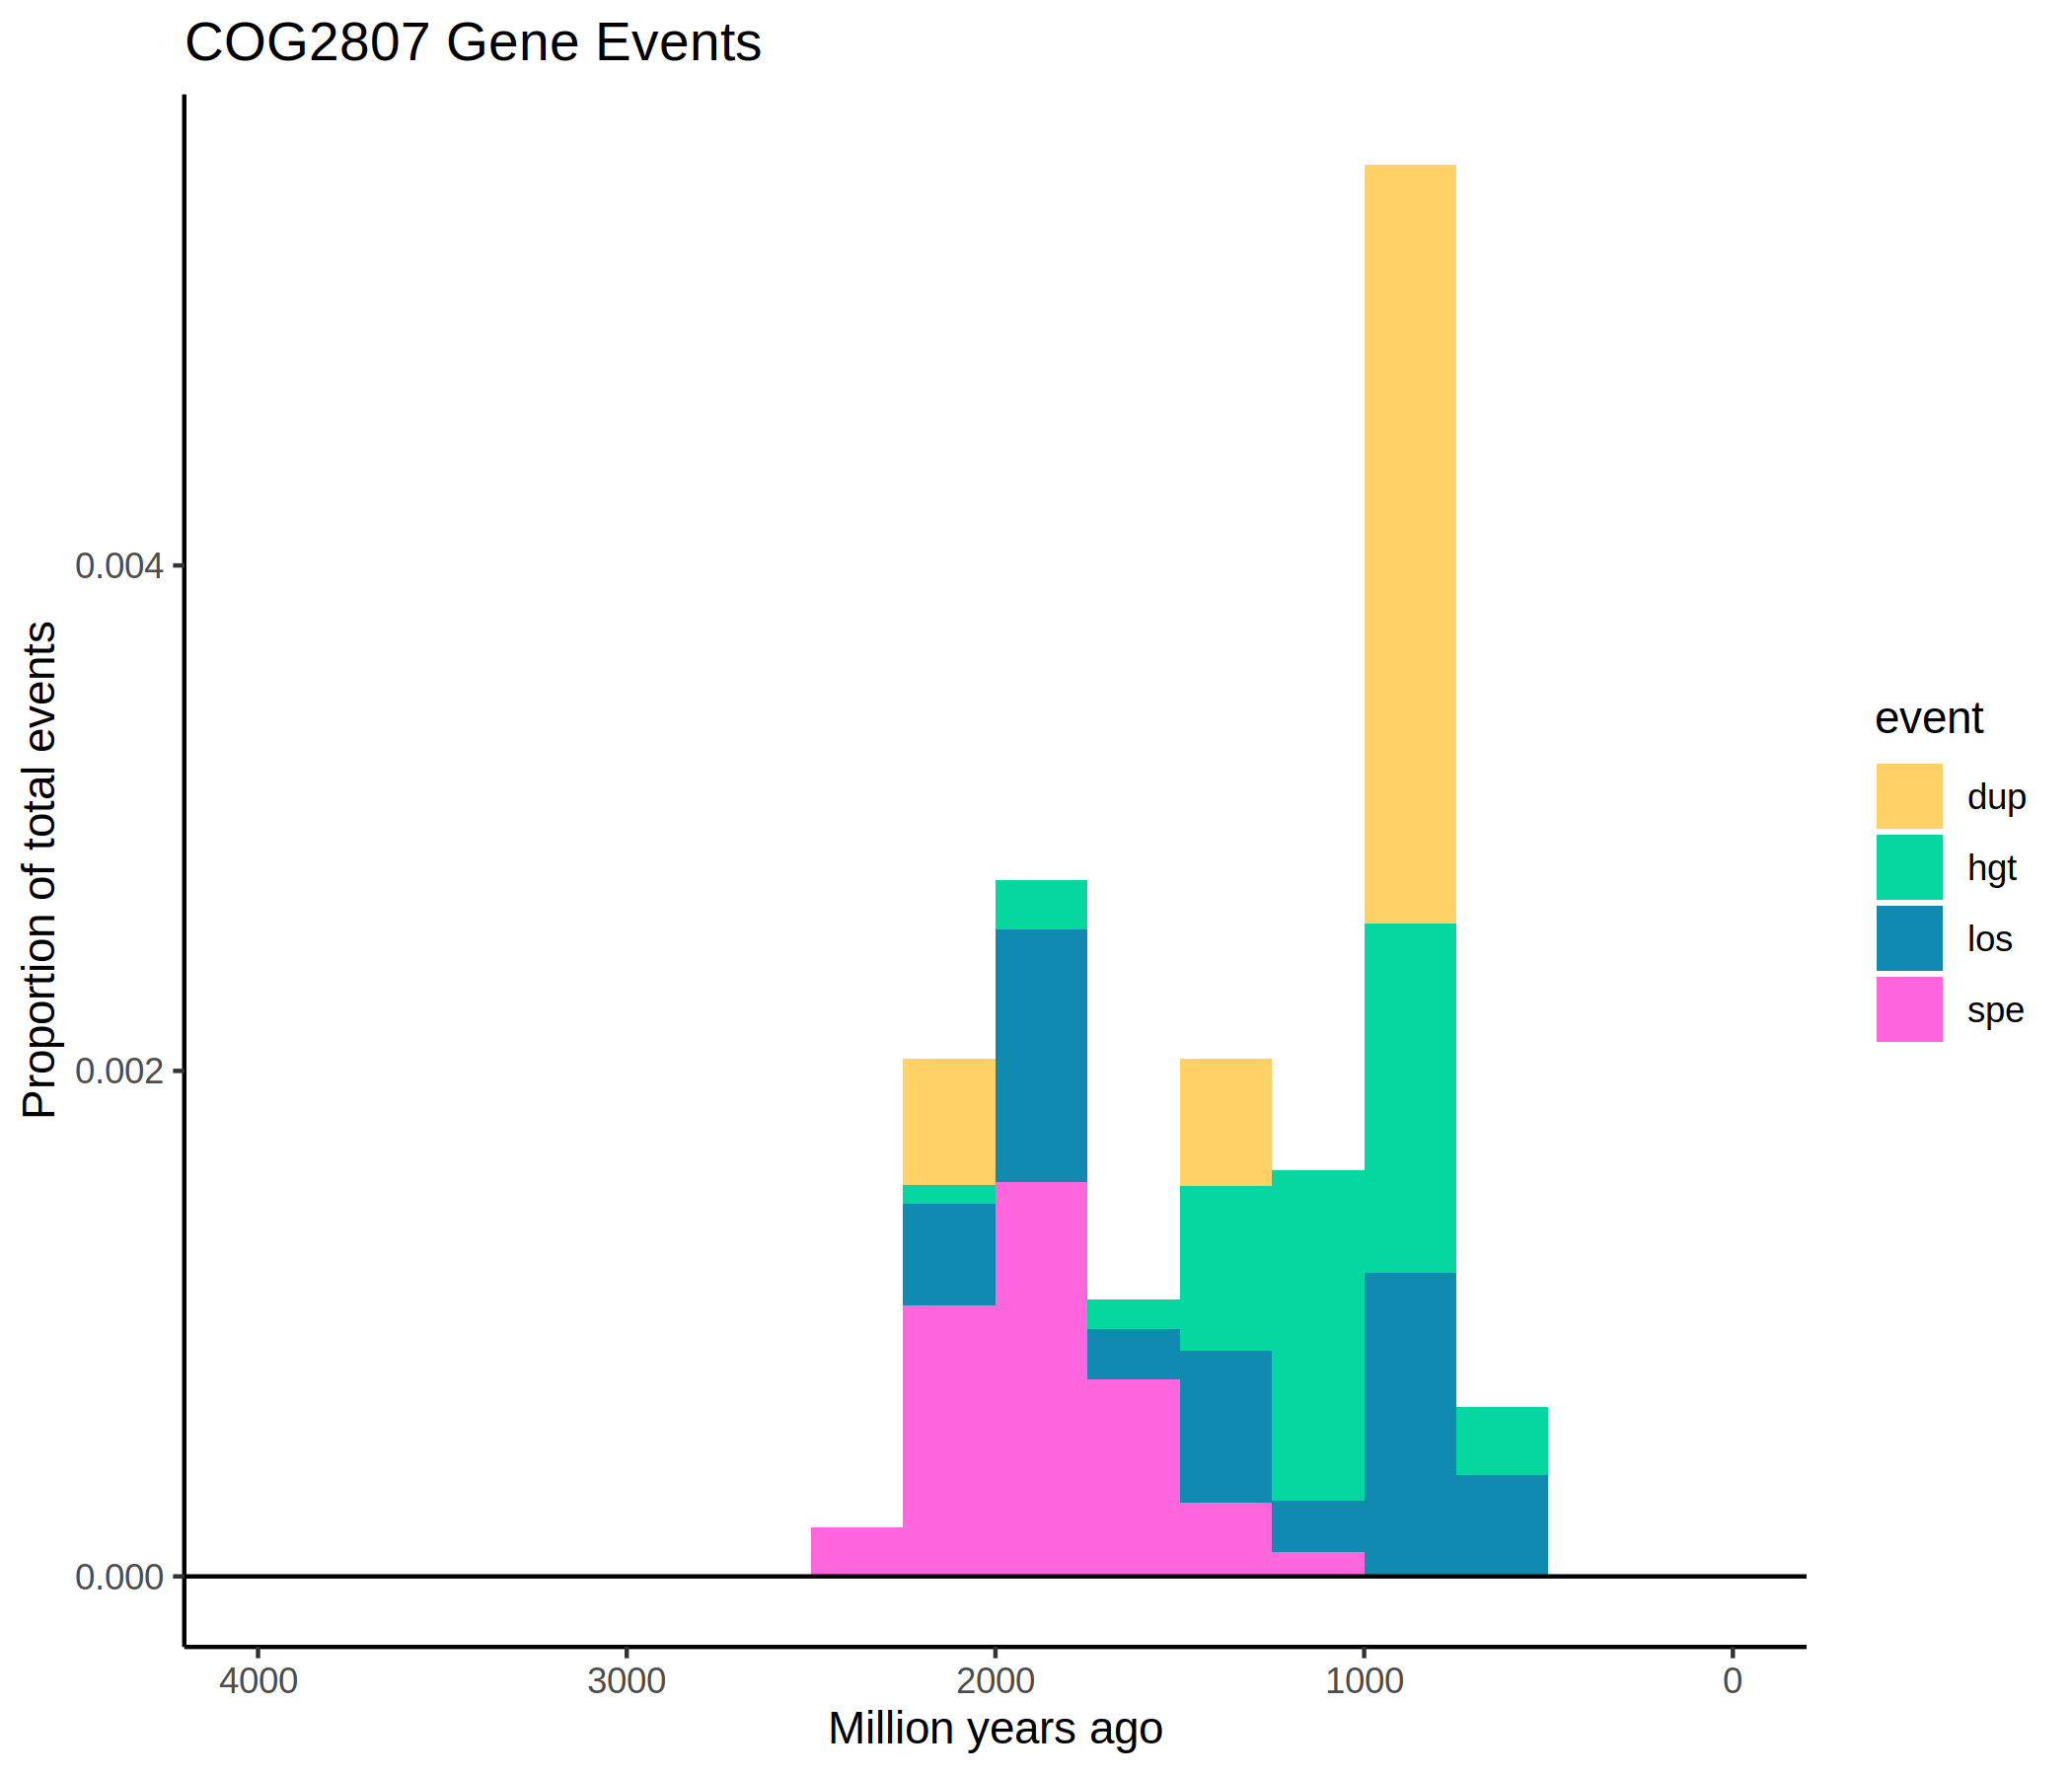 COG2807 Gene Events
Proportion of total events
0.004
0.002
0.000
4000 3000 2000 1000 0
Million years ago
event
dup
hgt
los
spe